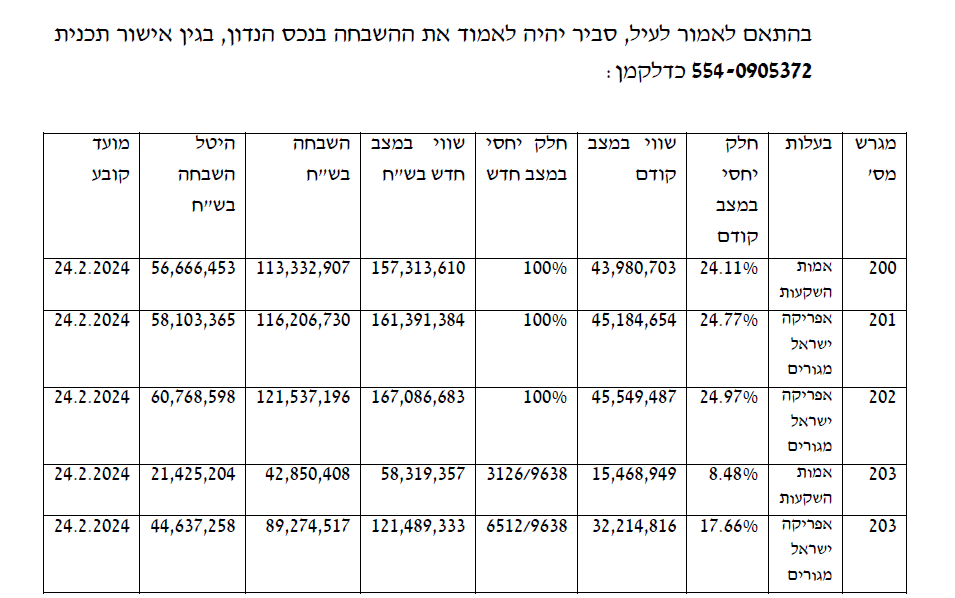 בהתאם לאמור לעיל, סביר יהיה לאמוד את ההשבחה בנכס הנדון, בגין אישור תכנית
554-0905372 כדלקמן:
מגרש מס' | בעלות | חלק יחסי במצב קודם | שווי במצב קודם | חלק יחסי במצב חדש | שווי במצב חדש בש"ח | השבחה בש"ח | היטל השבחה בש"ח | מועד קובע
200 | אמות השקעות | 24.11% | 43,980,703 | 100% | 157,313,610 | 113,332,907 | 56,666,453 | 24.2.2024
201 | אפריקה ישראל מגורים | 24.77% | 45,184,654 | 100% | 161,391,384 | 116,206,730 | 58,103,365 | 24.2.2024
202 | אפריקה ישראל מגורים | 24.97% | 45,549,487 | 100% | 167,086,683 | 121,537,196 | 60,768,598 | 24.2.2024
203 | אמות השקעות | 8.48% | 15,468,949 | 3126/9638 | 58,319,357 | 42,850,408 | 21,425,204 | 24.2.2024
203 | אפריקה ישראל מגורים | 17.66% | 32,214,816 | 6512/9638 | 121,489,333 | 89,274,517 | 44,637,258 | 24.2.2024